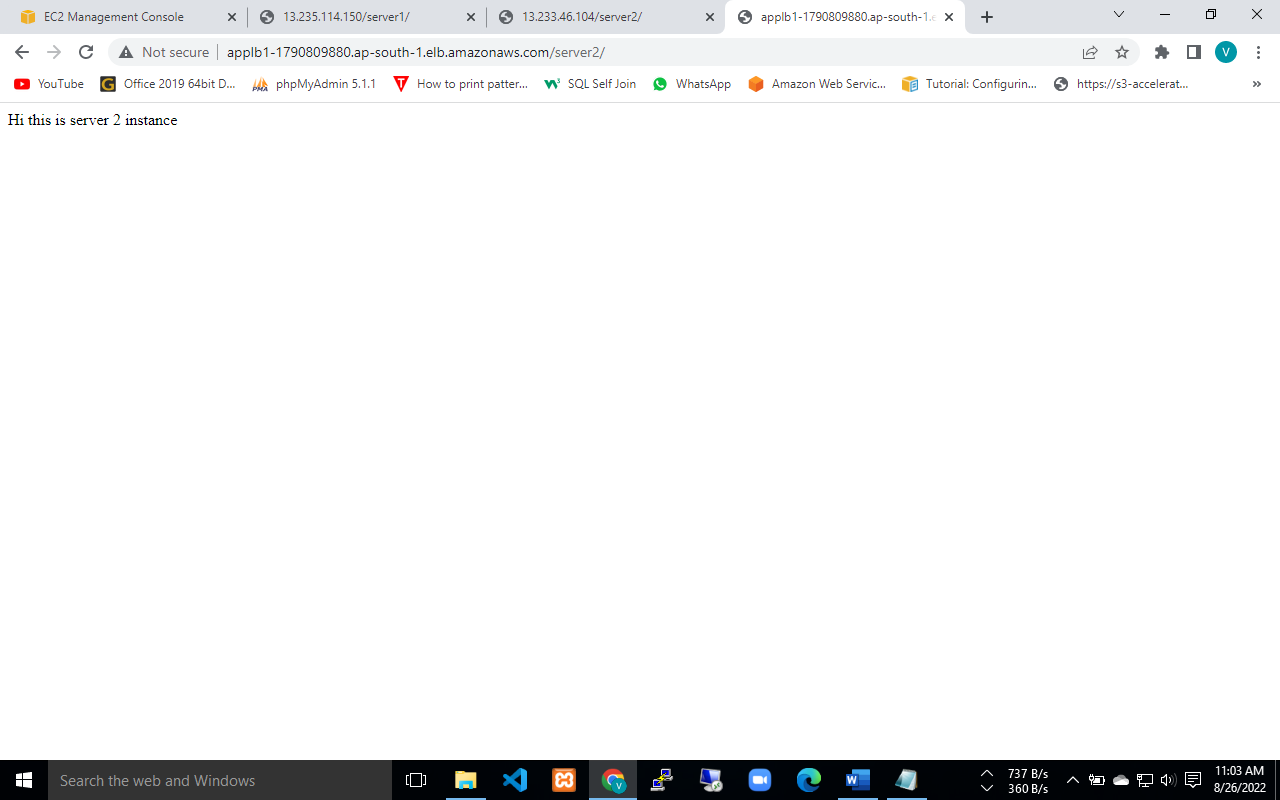 EC2 Management Console
13.235.114.150/server1/
13.233.46.104/server2/
applb1-1790809880.ap-south-1.e
Not secure
applb1-1790809880.ap-south-1.elb.amazonaws.com/server2/
V
YouTube
G
Office 2019 64bit D...
PMA
phpMyAdmin 5.1.1
T
How to print patter...
W3
SQL Self Join
WhatsApp
Amazon Web Servic...
Tutorial: Configurin...
https://s3-accelerat...
»
Hi this is server 2 instance
Search the web and Windows
V
W
737 B/s
360 B/s
11:03 AM
8/26/2022